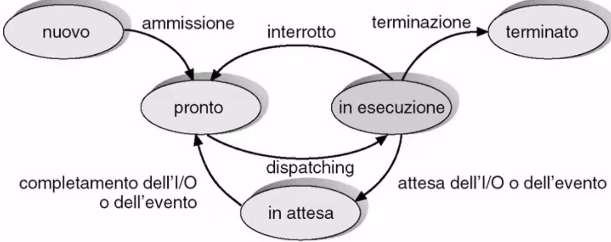 nuovo
ammissione
interrotto
terminazione
terminato
pronto
in esecuzione
dispatching
completamento dell'I/O
o dell'evento
in attesa
attesa dell'I/O o dell'evento